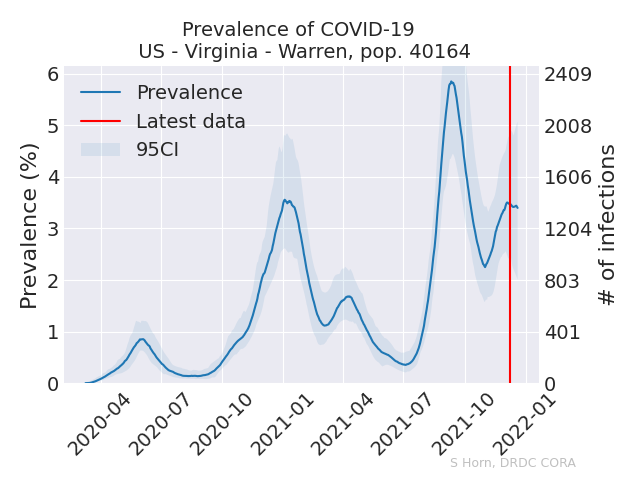 Prevalence of COVID-19
US - Virginia - Warren, pop. 40164
Prevalence
Latest data
95CI
Prevalence (%)
6
5
4
3
2
1
0
2409
2008
1606
1204
803
401
0
# of infections
2020-04
2020-07
2020-10
2021-01
2021-04
2021-07
2021-10
2022-01
S Horn, DRDC CORA